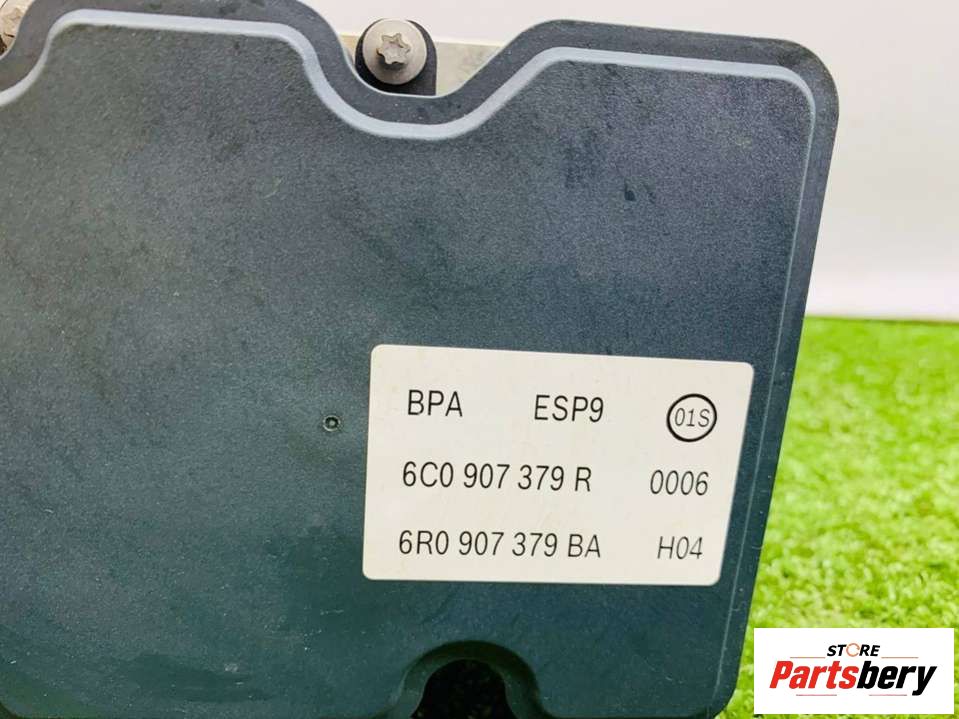 BPA ESP9 01S
6C0 907 379 R 0006
6R0 907 379 BA H04
STORE
Partsbery